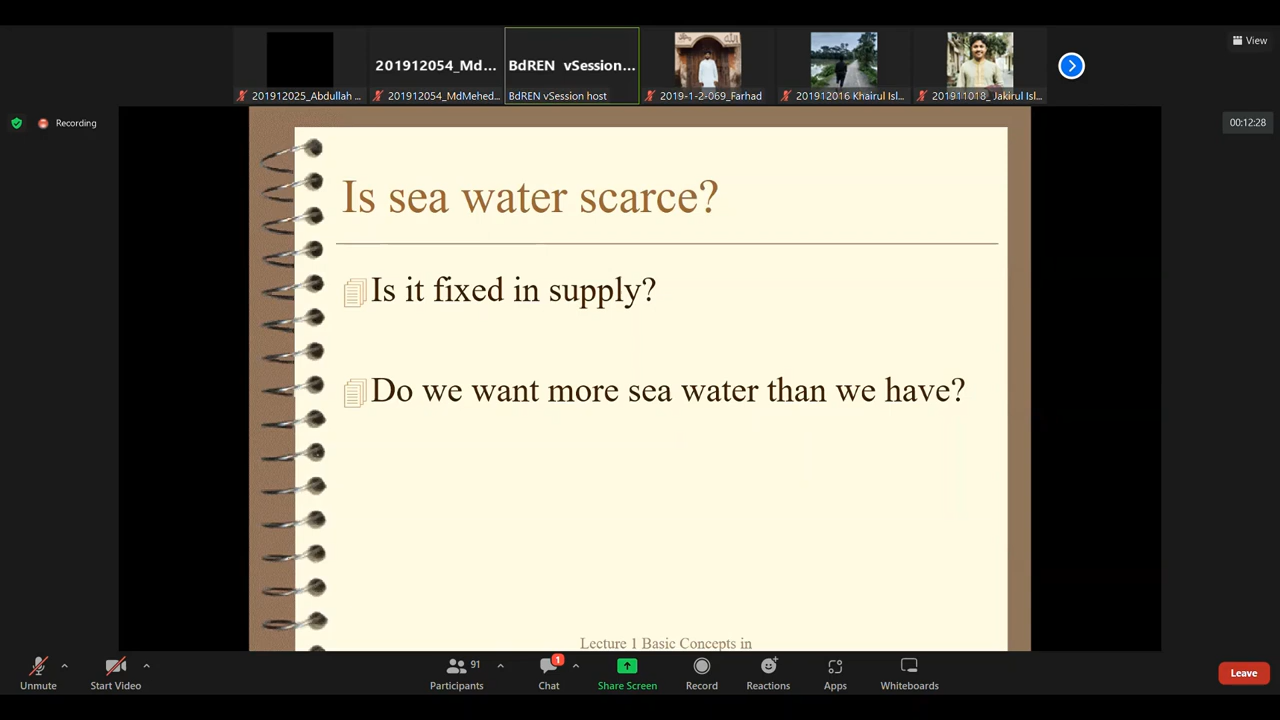 View
201912054_Md...
BdREN vSession...
201912025_Abdullah ...
201912054_MdMehed...
BdREN vSession host
2019-1-2-069_Farhad
201912016 Khairul Isl...
201911018_ Jakirul Isl...
Recording
00:12:28
Is sea water scarce?
Is it fixed in supply?
Do we want more sea water than we have?
Lecture 1 Basic Concepts in
91
1
Unmute
Start Video
Participants
Chat
Share Screen
Record
Reactions
Apps
Whiteboards
Leave